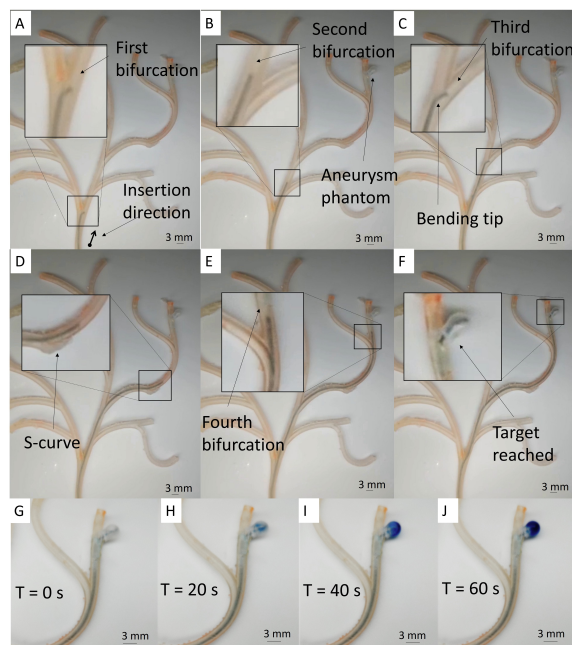 A
First
bifurcation
Insertion
direction
3 mm
B
Second
bifurcation
Aneurysm
phantom
3 mm
C
Third
bifurcation
Bending tip
3 mm
D
S-curve
3 mm
E
Fourth
bifurcation
3 mm
F
Target
reached
3 mm
G
T = 0 s
3 mm
H
T = 20 s
3 mm
I
T = 40 s
3 mm
J
T = 60 s
3 mm